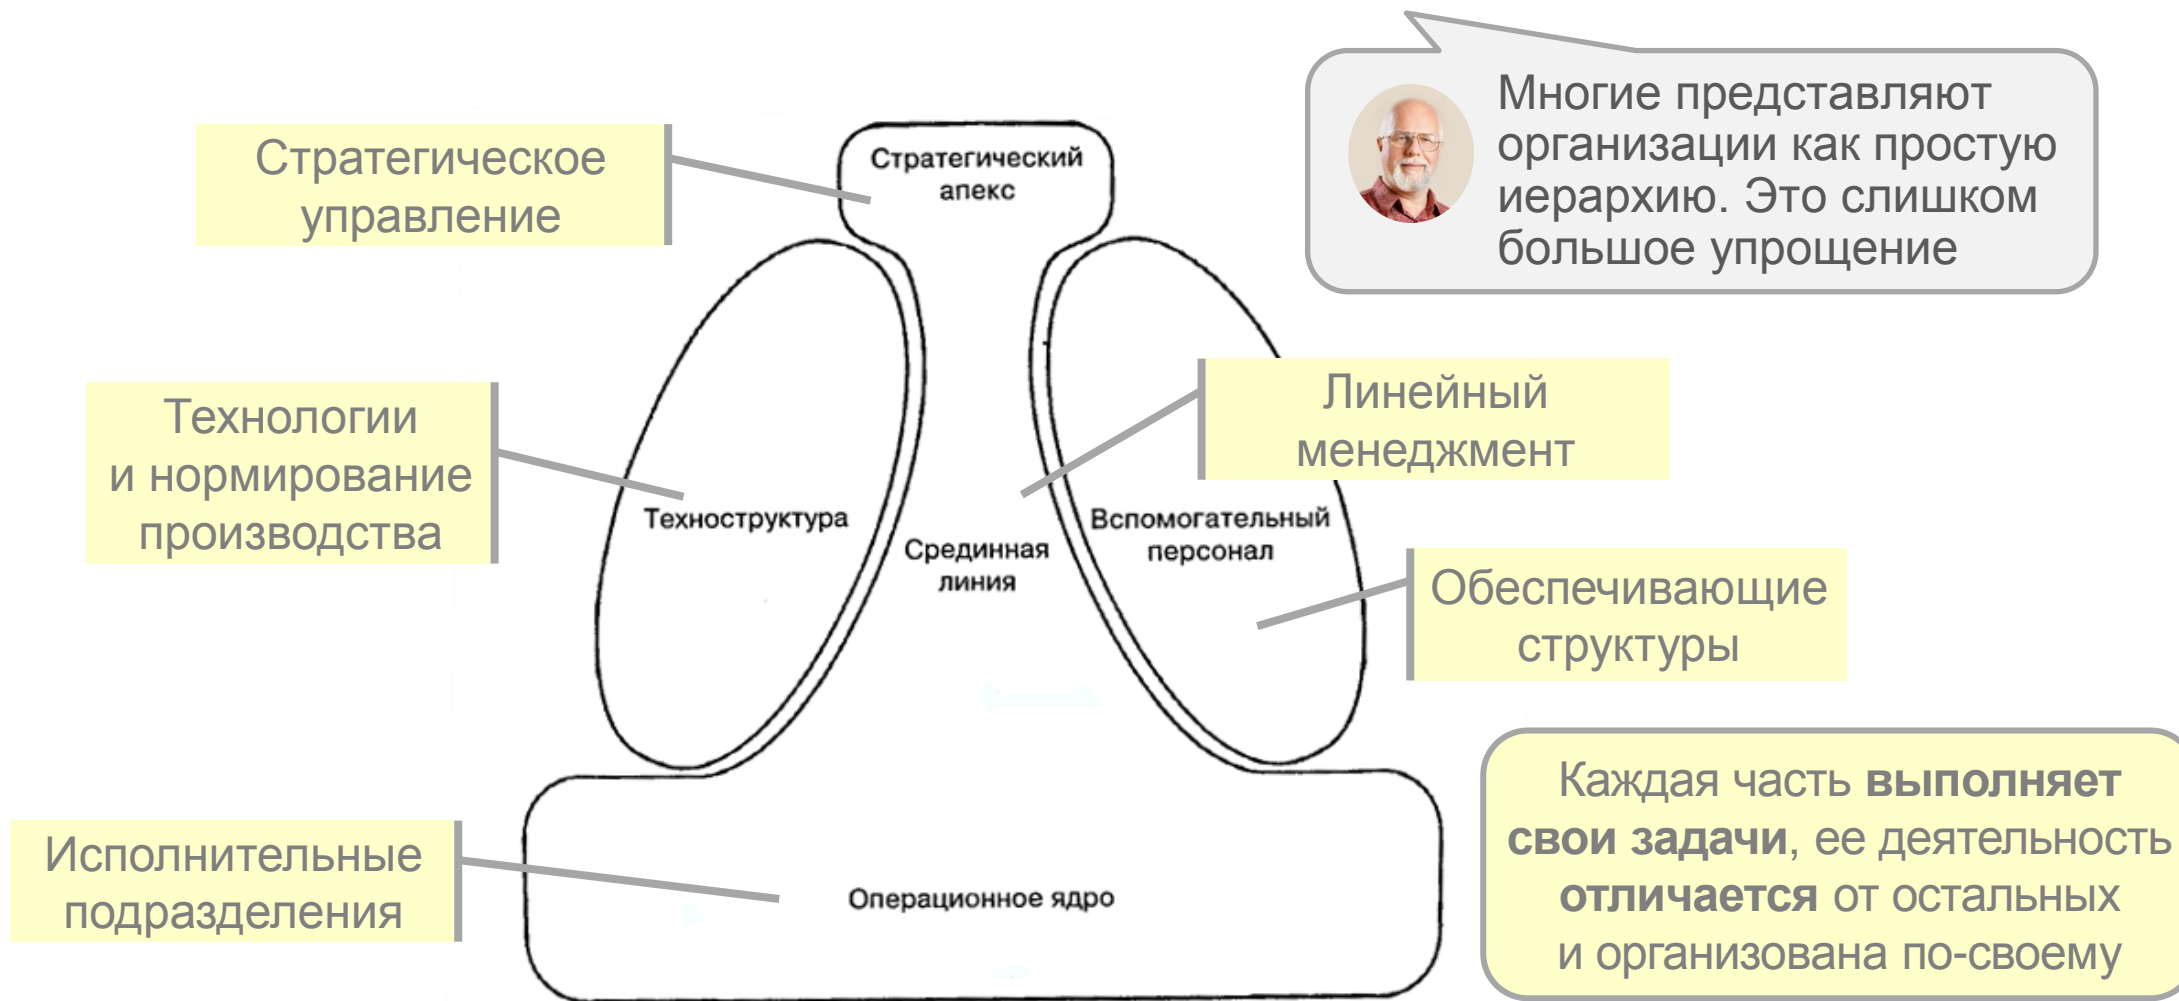 Многие представляют
организации как простую
иерархию. Это слишком
большое упрощение
Стратегическое
управление
Стратегический
апекс
Технологии
и нормирование
производства
Линейный
менеджмент
Техноструктура
Срединная
линия
Вспомогательный
персонал
Обеспечивающие
структуры
Исполнительные
подразделения
Операционное ядро
Каждая часть выполняет
свои задачи, ее деятельность
отличается от остальных
и организована по-своему